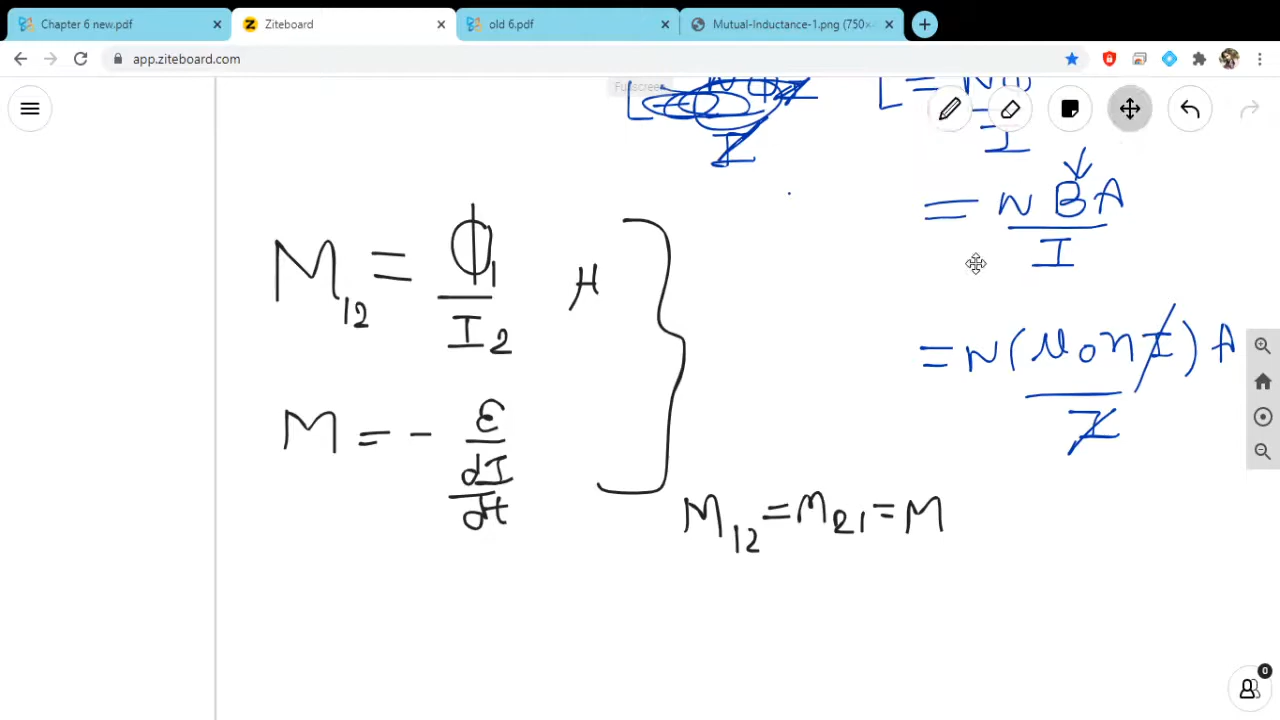 Chapter 6 new.pdf
Ziteboard
old 6.pdf
Mutual-Inductance-1.png (750×
app.ziteboard.com
L = Nϕ
I
= N B A
I
M12 = ϕ1
I2
H
= N (μ0 n I) A
I
M = - ε
dI
dt
M12 = M21 = M
0